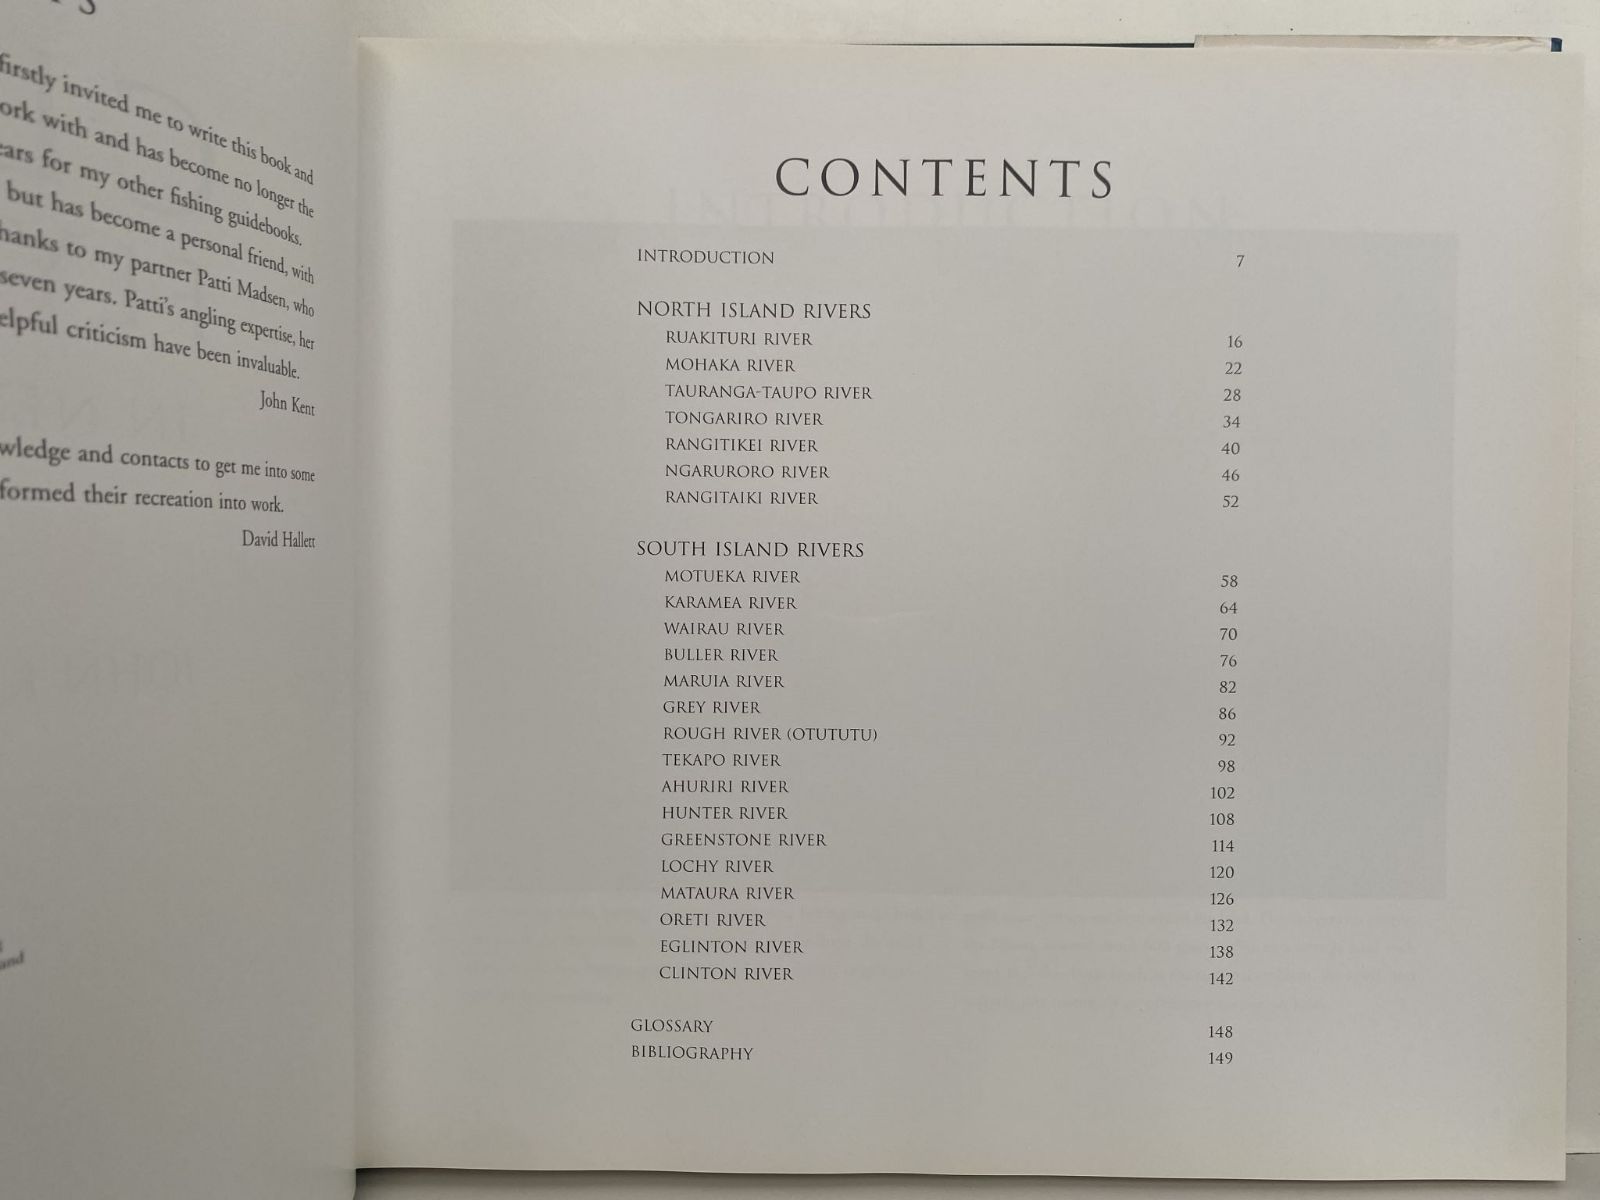 firstly invited me to write this book and
with and has become no longer the
for my other fishing guidebooks.
but has become a personal friend, with
to my partner Patti Madsen, who
seven years. Patti's angling expertise, her
criticism have been invaluable.
John Kent
and contacts to get me into some
their recreation into work.
David Hallett
and
CONTENTS
INTRODUCTION 7
NORTH ISLAND RIVERS
RUAKITURI RIVER 16
MOHAKA RIVER 22
TAURANGA-TAUPO RIVER 28
TONGARIRO RIVER 34
RANGITIKEI RIVER 40
NGARURORO RIVER 46
RANGITAIKI RIVER 52
SOUTH ISLAND RIVERS
MOTUEKA RIVER 58
KARAMEA RIVER 64
WAIRAU RIVER 70
BULLER RIVER 76
MARUIA RIVER 82
GREY RIVER 86
ROUGH RIVER (OTUTUTU) 92
TEKAPO RIVER 98
AHURIRI RIVER 102
HUNTER RIVER 108
GREENSTONE RIVER 114
LOCHY RIVER 120
MATAURA RIVER 126
ORETI RIVER 132
EGLINTON RIVER 138
CLINTON RIVER 142
GLOSSARY 148
BIBLIOGRAPHY 149